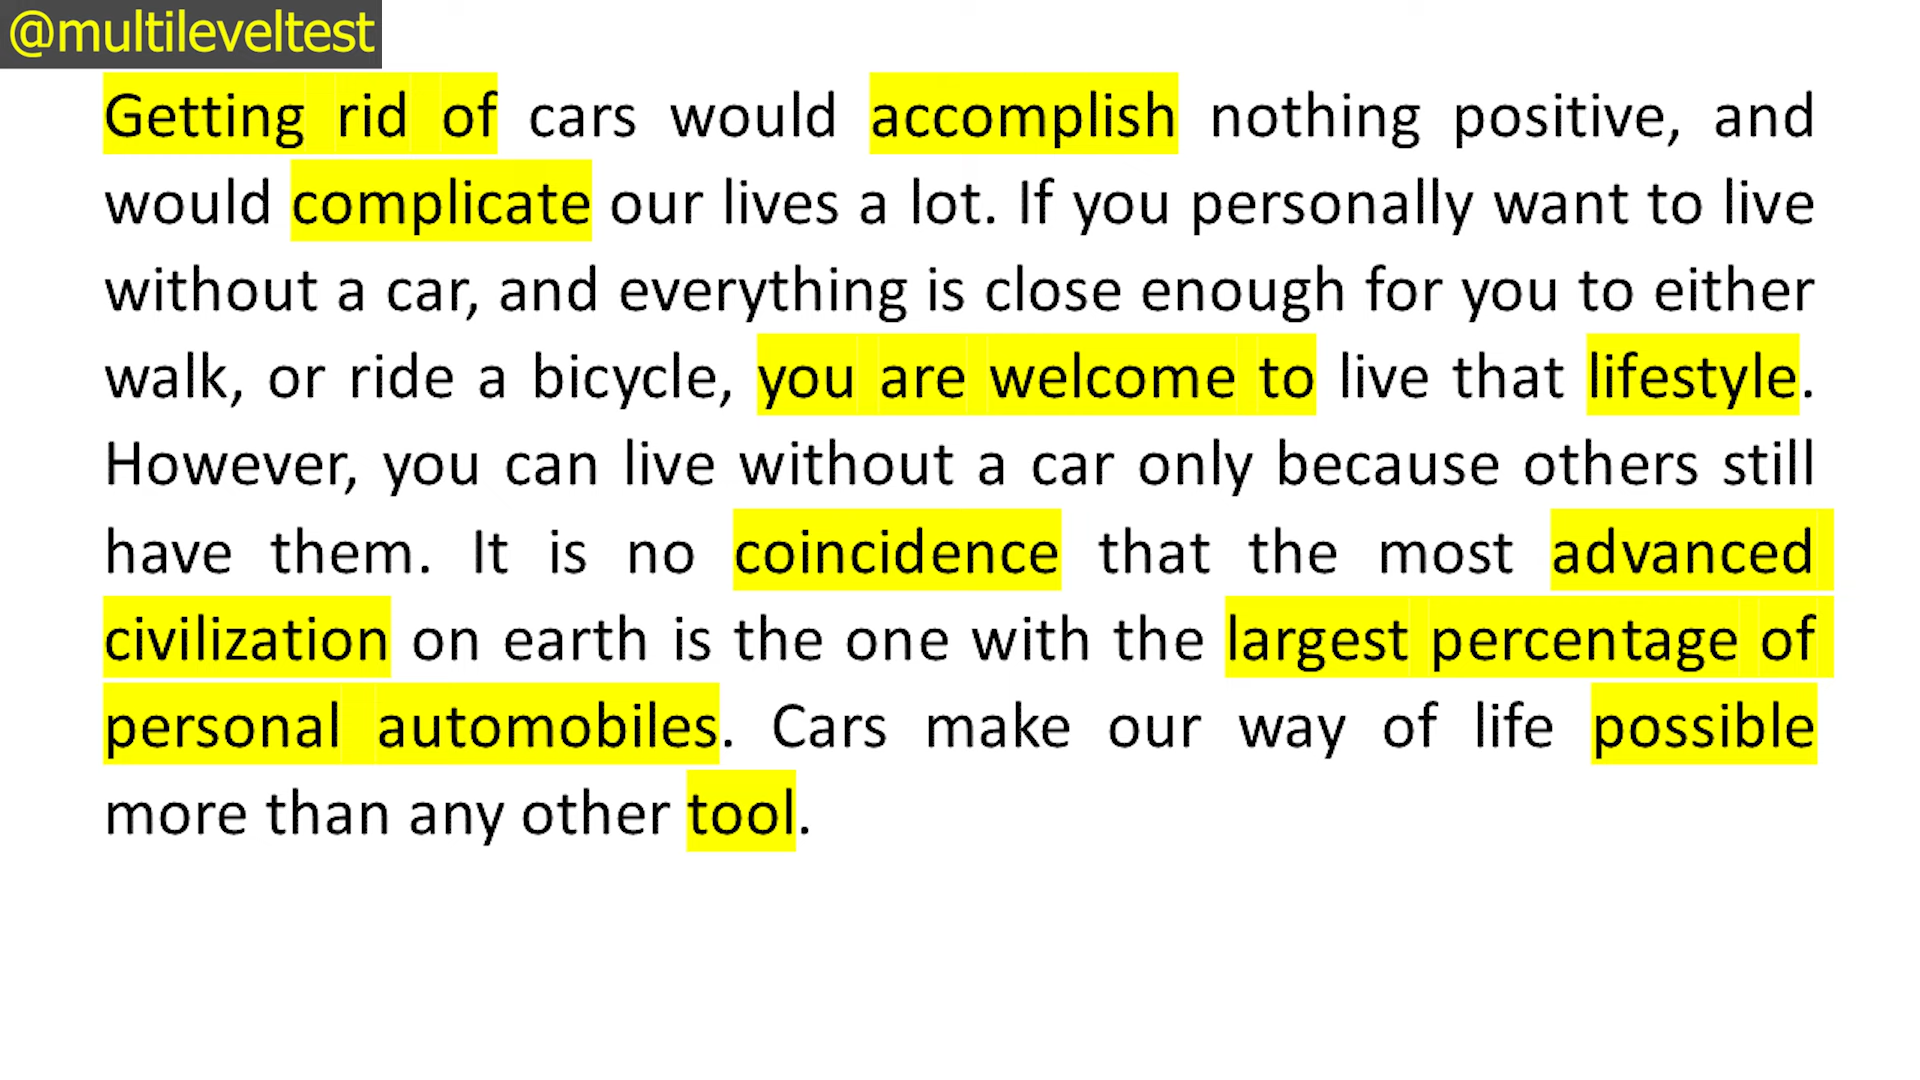 @multileveltest
Getting rid of cars would accomplish nothing positive, and
would complicate our lives a lot. If you personally want to live
without a car, and everything is close enough for you to either
walk, or ride a bicycle, you are welcome to live that lifestyle.
However, you can live without a car only because others still
have them. It is no coincidence that the most advanced
civilization on earth is the one with the largest percentage of
personal automobiles. Cars make our way of life possible
more than any other tool.